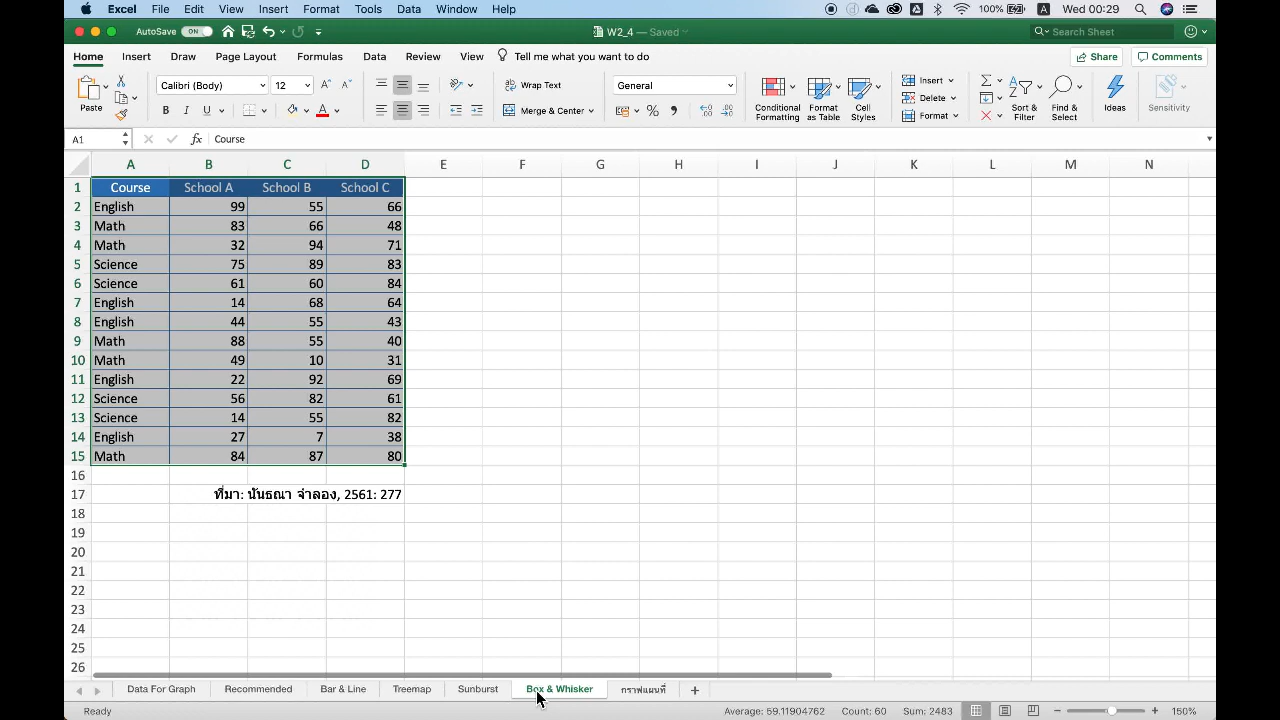 Excel File Edit View Insert Format Tools Data Window Help 100% A Wed 00:29
AutoSave ON W2_4 — Saved Search Sheet
Home Insert Draw Page Layout Formulas Data Review View Tell me what you want to do Share Comments
Paste Calibri (Body) 12 A A Wrap Text General Conditional Formatting Format as Table Cell Styles Insert Sort & Filter Find & Select Ideas Sensitivity
Delete
B I U A Merge & Center % Format
A1 fx Course
A B C D E F G H I J K L M N
1 Course School A School B School C
2 English 99 55 66
3 Math 83 66 48
4 Math 32 94 71
5 Science 75 89 83
6 Science 61 60 84
7 English 14 68 64
8 English 44 55 43
9 Math 88 55 40
10 Math 49 10 31
11 English 22 92 69
12 Science 56 82 61
13 Science 14 55 82
14 English 27 7 38
15 Math 84 87 80
16
17 ที่มา: นันธณา จำลอง, 2561: 277
18
19
20
21
22
23
24
25
26
Data For Graph Recommended Bar & Line Treemap Sunburst Box & Whisker กราฟแผนที่ +
Ready Average: 59.11904762 Count: 60 Sum: 2483 150%